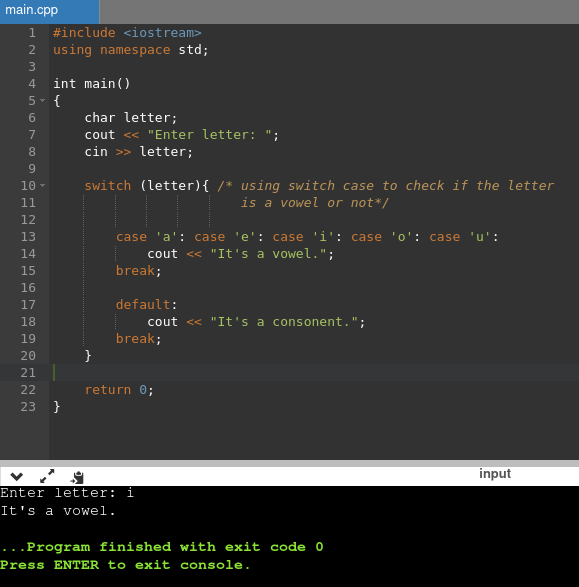 main.cpp
1 #include <iostream>
2 using namespace std;
3
4 int main()
5 {
6     char letter;
7     cout << "Enter letter: ";
8     cin >> letter;
9
10     switch (letter){ /* using switch case to check if the letter
11                         is a vowel or not*/
12
13         case 'a': case 'e': case 'i': case 'o': case 'u':
14             cout << "It's a vowel.";
15         break;
16
17         default:
18             cout << "It's a consonent.";
19         break;
20     }
21
22     return 0;
23 }
input
Enter letter: i
It's a vowel.
...Program finished with exit code 0
Press ENTER to exit console.